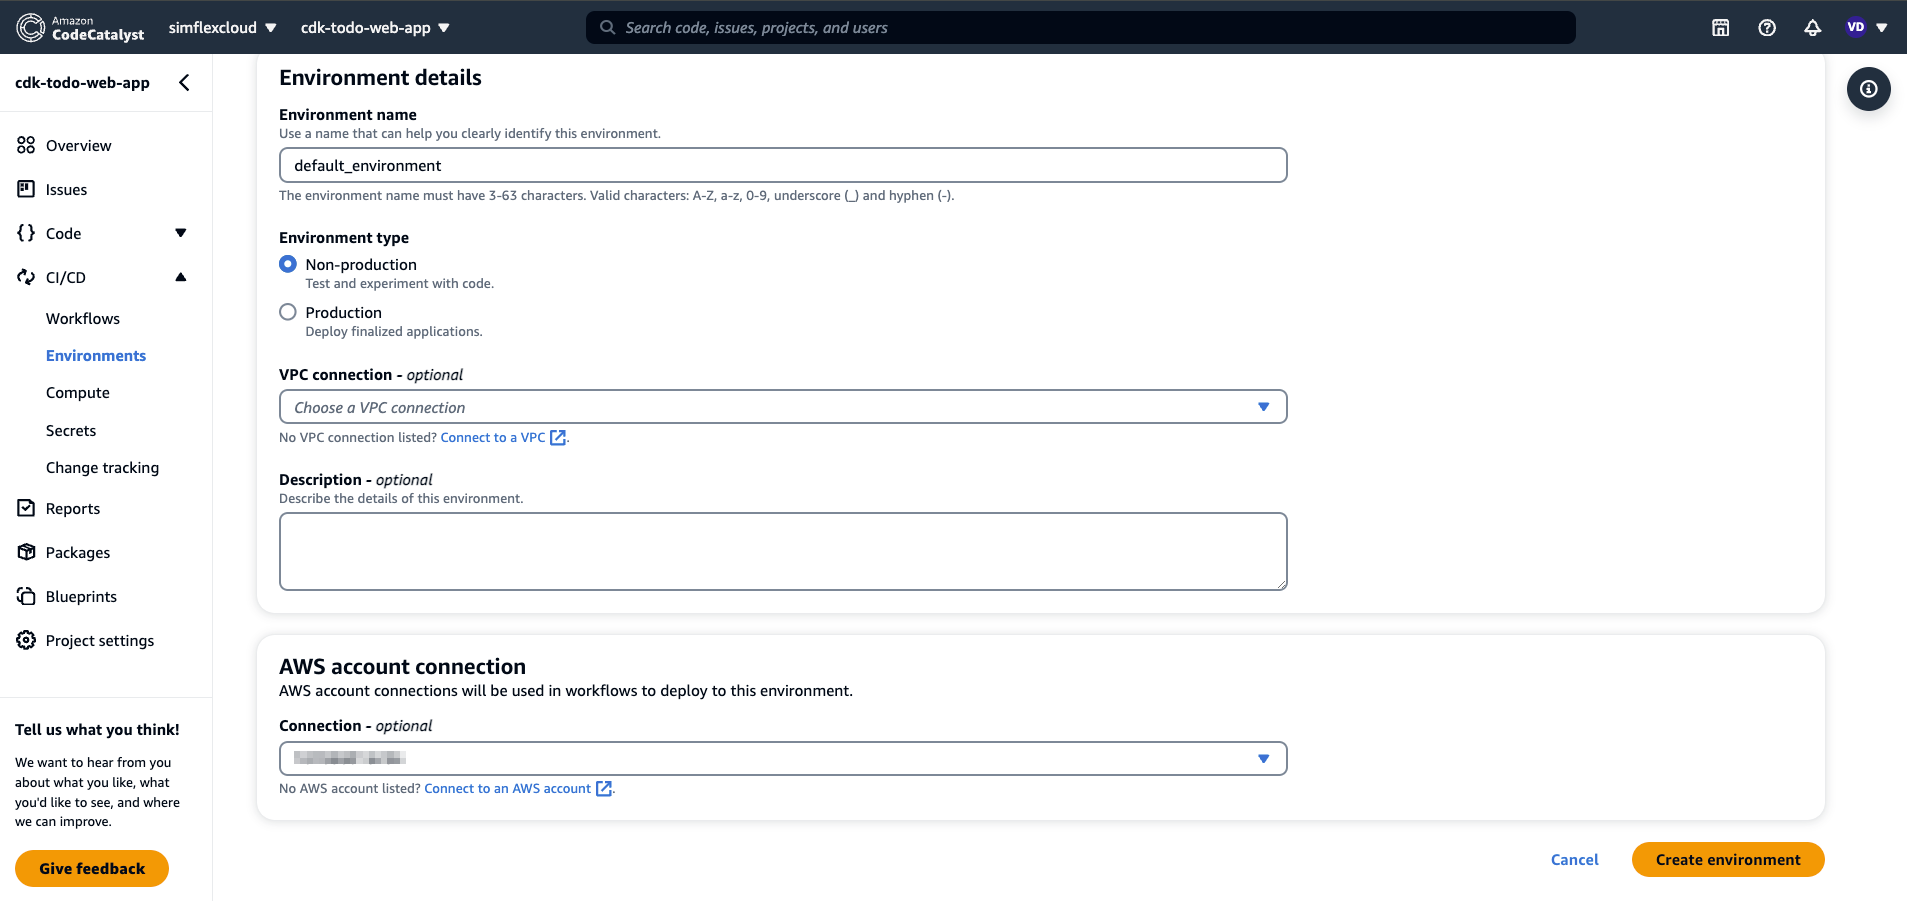 Amazon
CodeCatalyst
simflexcloud
cdk-todo-web-app
Search code, issues, projects, and users
VD
cdk-todo-web-app
Overview
Issues
Code
CI/CD
Workflows
Environments
Compute
Secrets
Change tracking
Reports
Packages
Blueprints
Project settings
Tell us what you think!
We want to hear from you
about what you like, what
you'd like to see, and where
we can improve.
Give feedback
Environment details
Environment name
Use a name that can help you clearly identify this environment.
default_environment
The environment name must have 3-63 characters. Valid characters: A-Z, a-z, 0-9, underscore (_) and hyphen (-).
Environment type
Non-production
Test and experiment with code.
Production
Deploy finalized applications.
VPC connection - optional
Choose a VPC connection
No VPC connection listed? Connect to a VPC.
Description - optional
Describe the details of this environment.
AWS account connection
AWS account connections will be used in workflows to deploy to this environment.
Connection - optional
No AWS account listed? Connect to an AWS account.
Cancel
Create environment